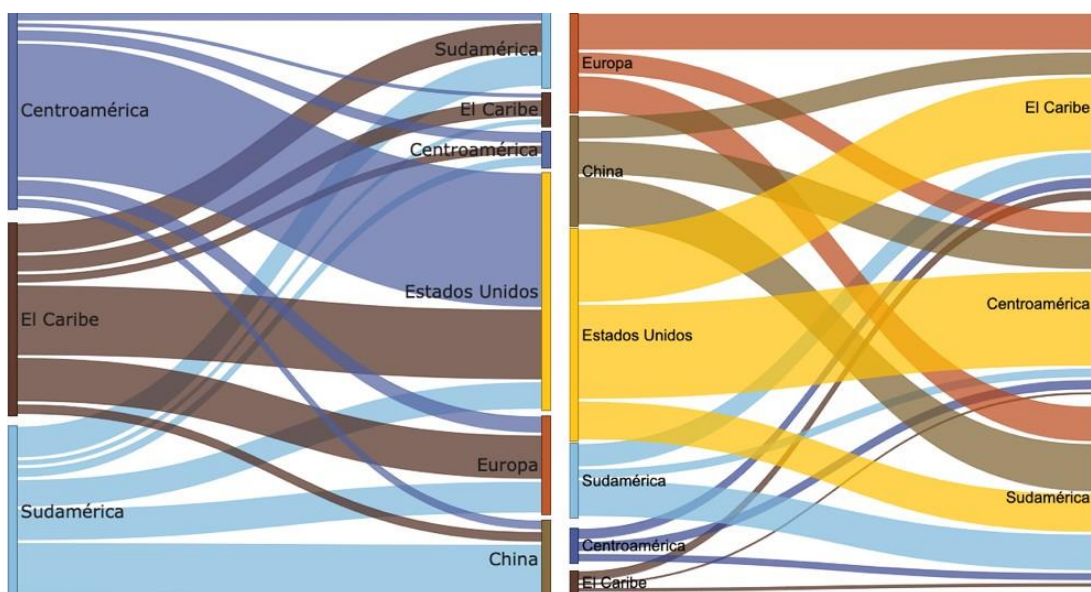 Sudamérica
Centroamérica
El Caribe
Centroamérica
Estados Unidos
El Caribe
Europa
Sudamérica
China
Europa
El Caribe
China
Centroamérica
Estados Unidos
Sudamérica
Sudamérica
Centroamérica
El Caribe